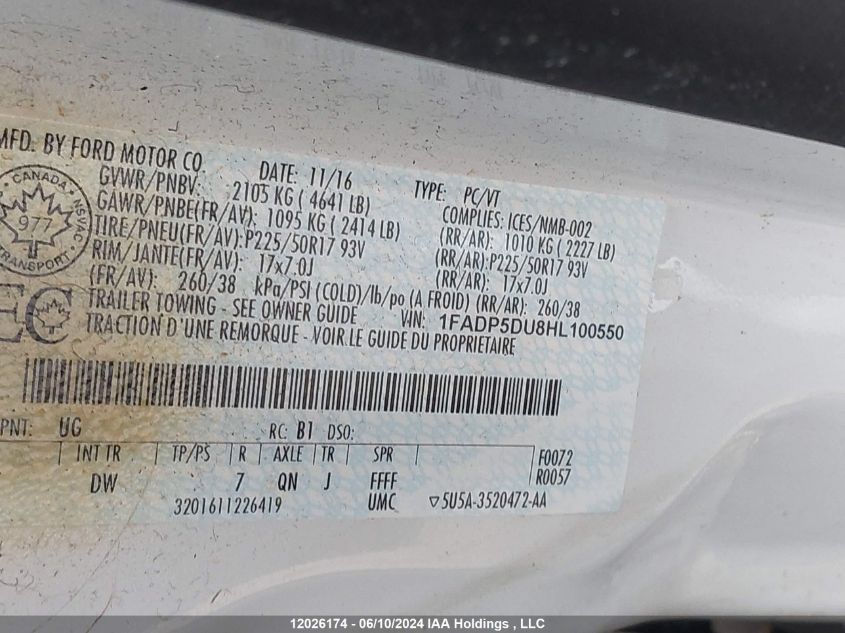 MFD. BY FORD MOTOR CO
DATE: 11/16 TYPE: PC/VT
GVWR/PNBV: 2105 KG ( 4641 LB) COMPLIES: ICES/NMB-002
GAWR/PNBE(FR/AV): 1095 KG ( 2414 LB) (RR/AR): 1010 KG ( 2227 LB)
TIRE/PNEU(FR/AV):P225/50R17 93V (RR/AR):P225/50R17 93V
RIM/JANTE(FR/AV): 17x7.0J (RR/AR): 17x7.0J
(FR/AV): 260/38 kPa/PSI (COLD)/lb/po (A FROID) (RR/AR): 260/38
TRAILER TOWING - SEE OWNER GUIDE VIN: 1FADP5DU8HL100550
TRACTION D'UNE REMORQUE - VOIR LE GUIDE DU PROPRIETAIRE
CANADA
NSVAC
977
TRANSPORT
EC
PNT: UG RC: B1 DSO:
INT TR TP/PS R AXLE TR SPR F0072
DW 7 QN J FFFF R0057
3201611226419 UMC ▽5U5A-3520472-AA
12026174 - 06/10/2024 IAA Holdings , LLC